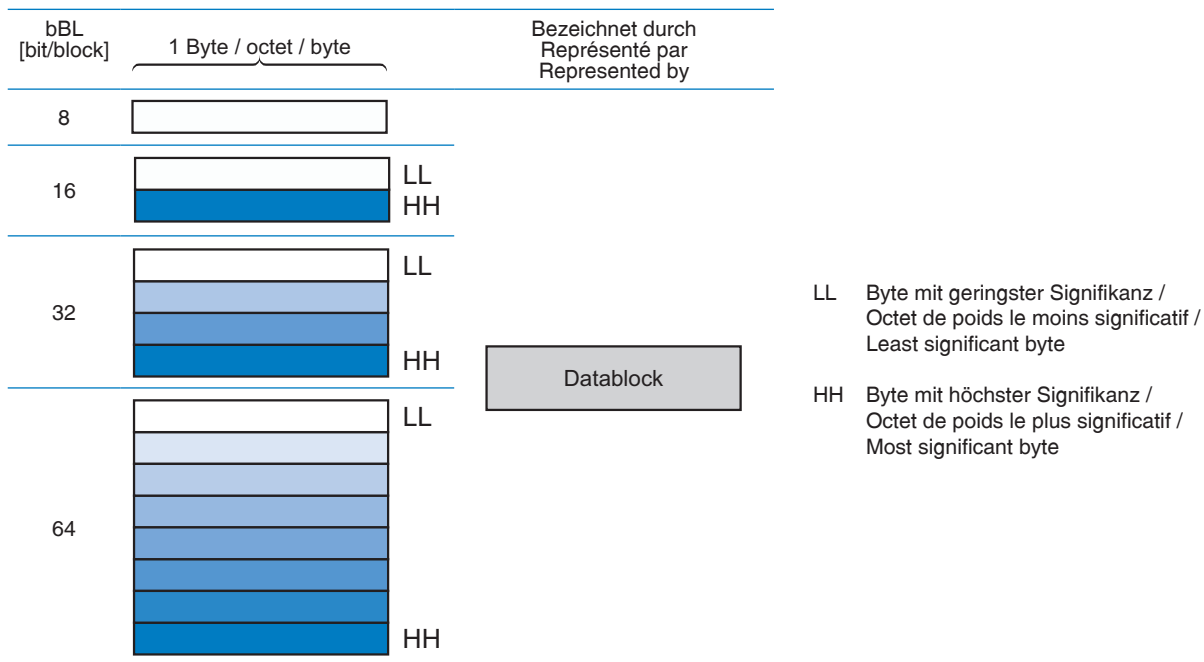 bBL
[bit/block]
1 Byte / octet / byte
Bezeichnet durch
Représenté par
Represented by
8
16
LL
HH
32
LL
HH
64
LL
HH
Datablock
LL Byte mit geringster Signifikanz /
Octet de poids le moins significatif /
Least significant byte
HH Byte mit höchster Signifikanz /
Octet de poids le plus significatif /
Most significant byte